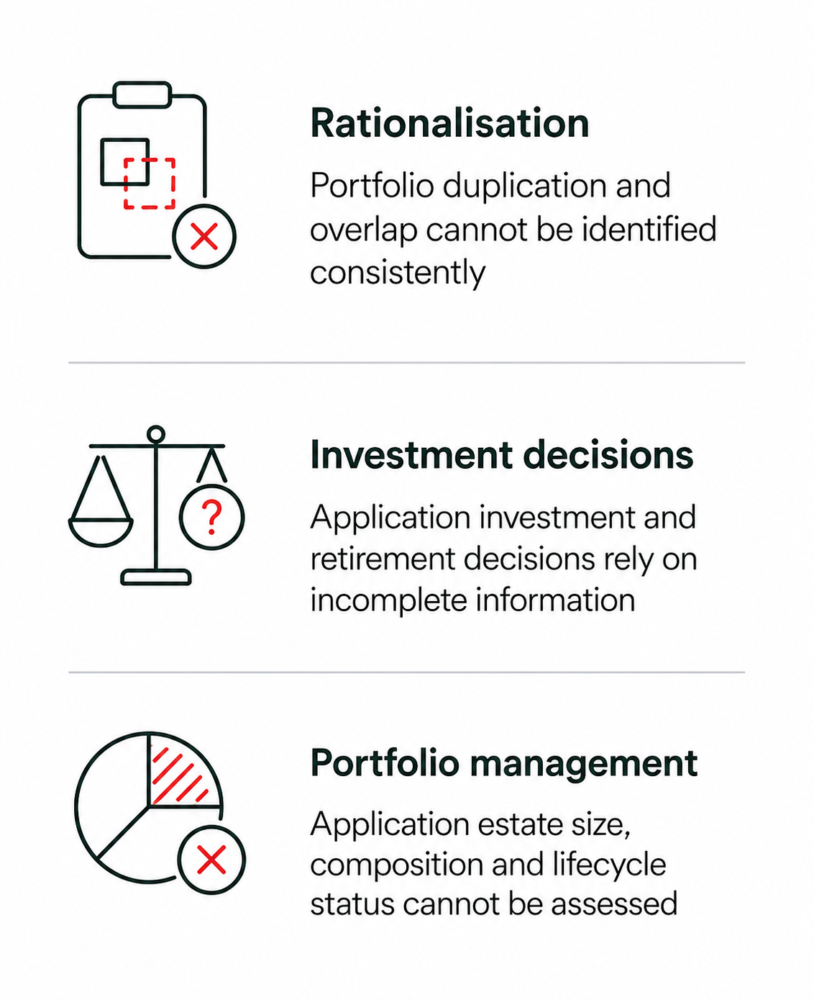 Rationalisation
Portfolio duplication and
overlap cannot be identified
consistently
Investment decisions
?
Application investment and
retirement decisions rely on
incomplete information
Portfolio management
Application estate size,
composition and lifecycle
status cannot be assessed